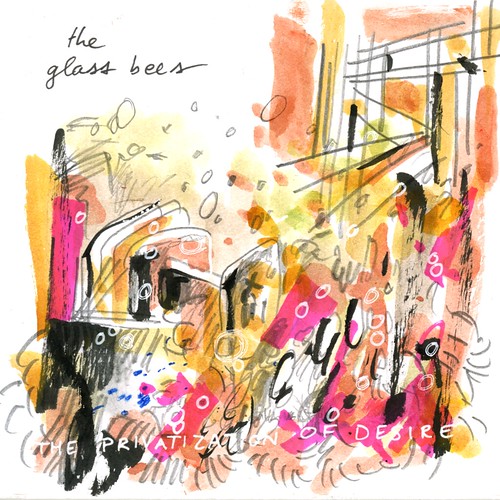 the
glass bees
THE PRIVATIZATION OF DESIRE